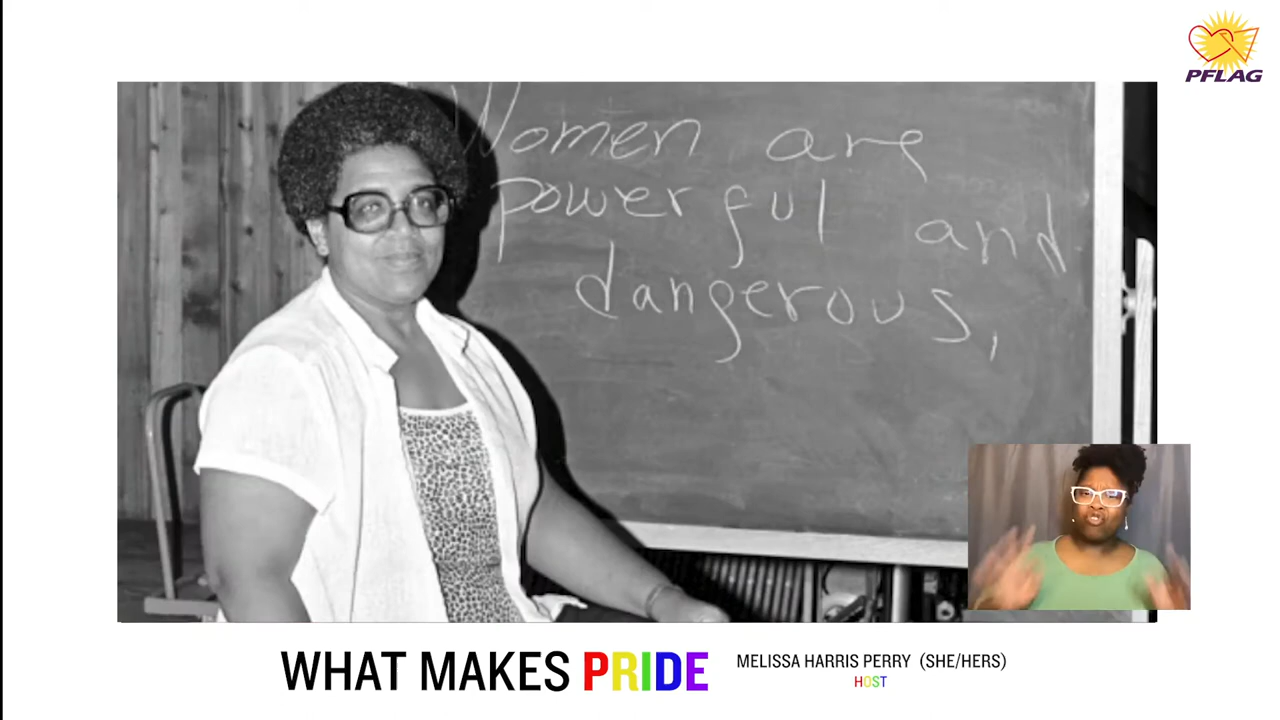 PFLAG
Women are
powerful and
dangerous,
WHAT MAKES PRIDE
MELISSA HARRIS PERRY (SHE/HERS)
HOST